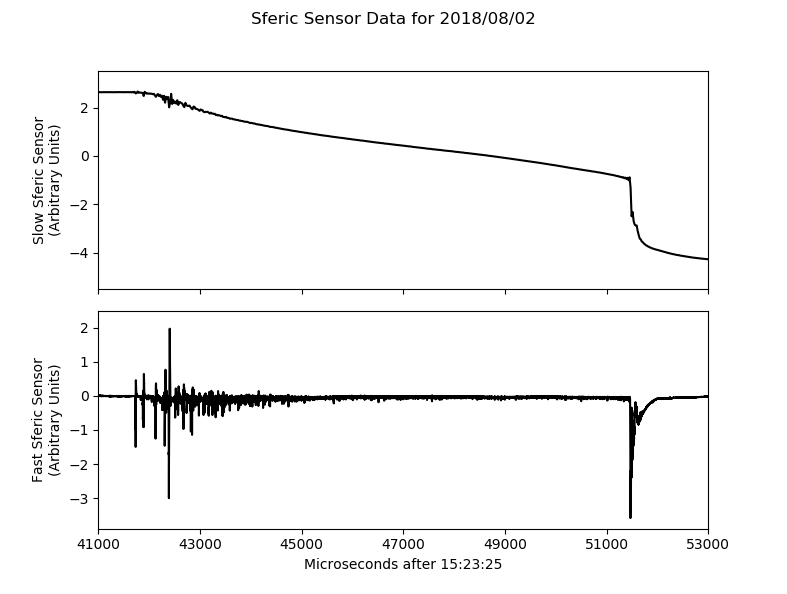 Sferic Sensor Data for 2018/08/02
Slow Sferic Sensor
(Arbitrary Units)
2
0
−2
−4
Fast Sferic Sensor
(Arbitrary Units)
2
1
0
−1
−2
−3
41000 43000 45000 47000 49000 51000 53000
Microseconds after 15:23:25